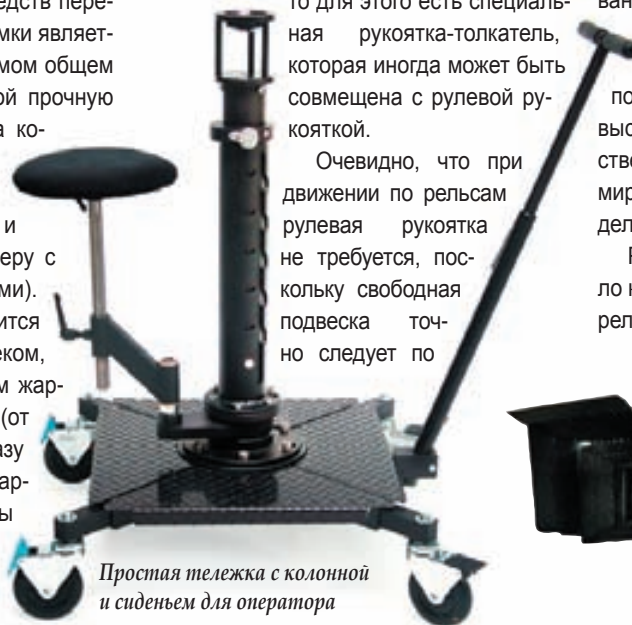 едств пере-
мки являет-
мом общем
ой прочную
а ко-
и
еру с
ми).
ится
еком,
м жар-
(от
азу
ар-
ы
то для этого есть специаль-
ная рукоятка-толкатель,
которая иногда может быть
совмещена с рулевой ру-
кояткой.
Очевидно, что при
движении по рельсам
рулевая рукоятка
не требуется, пос-
кольку свободная
подвеска точ-
но следует по
ван
по
выс
ство
мир
дел
ло н
рел
Простая тележка с колонной
и сиденьем для оператора